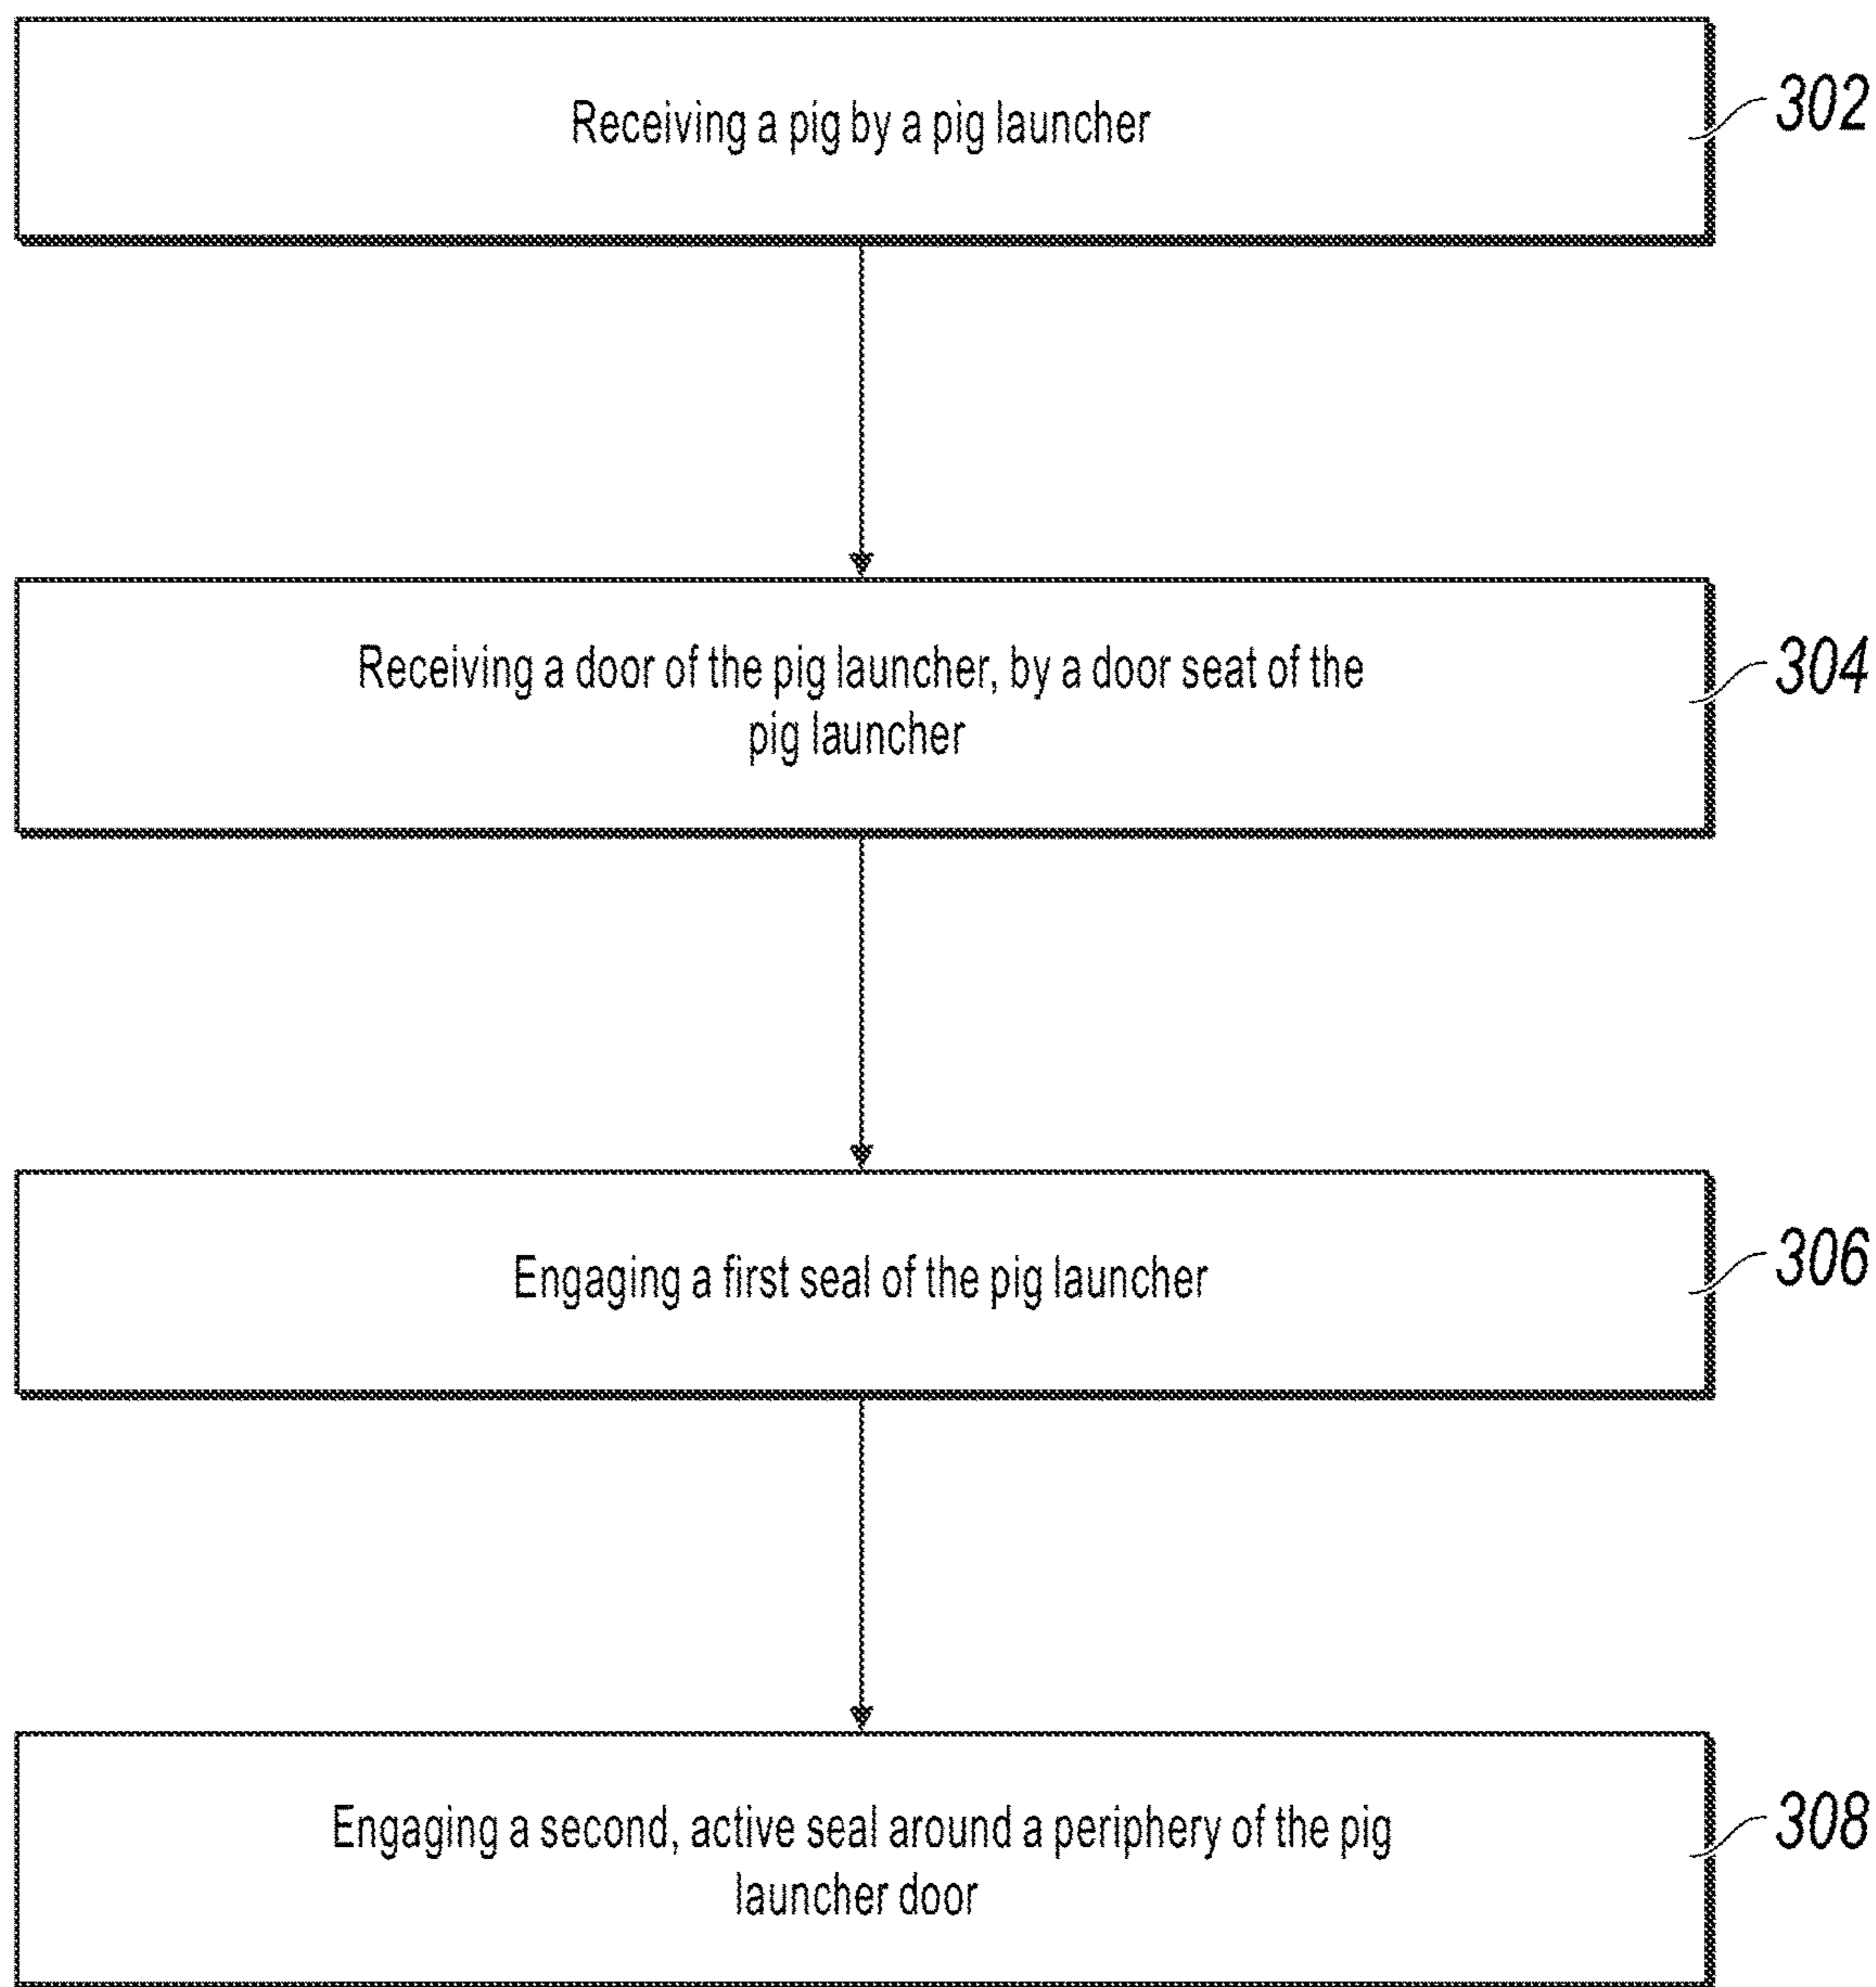 Receiving a pig by a pig launcher
302
Receiving a door of the pig launcher, by a door seat of the
pig launcher
304
Engaging a first seal of the pig launcher
306
Engaging a second, active seal around a periphery of the pig
launcher door
308